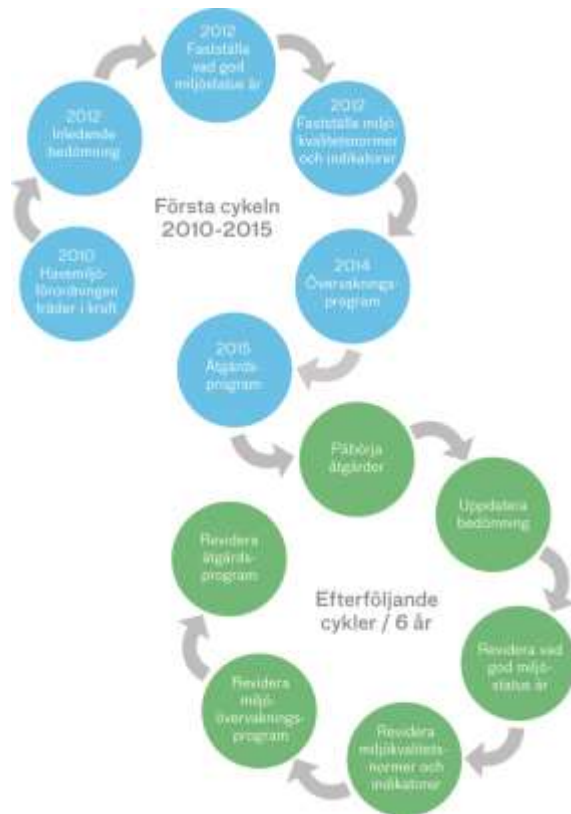 2012
Fastställa
vad god
miljöstatus är
2012
Inledande
bedömning
2012
Fastställa miljö-
kvalitetsnormer
och indikatorer
Första cykeln
2010-2015
2010
Havsmiljö-
förordningen
träder i kraft
2014
Övervaknings-
program
2015
Åtgärds-
program
Påbörja
åtgärder
Uppdatera
bedömning
Revidera
åtgärds-
program
Efterföljande
cykler / 6 år
Revidera vad
god miljö-
status är
Revidera
miljö-
övervaknings-
program
Revidera
miljökvalitets-
normer och
indikatorer